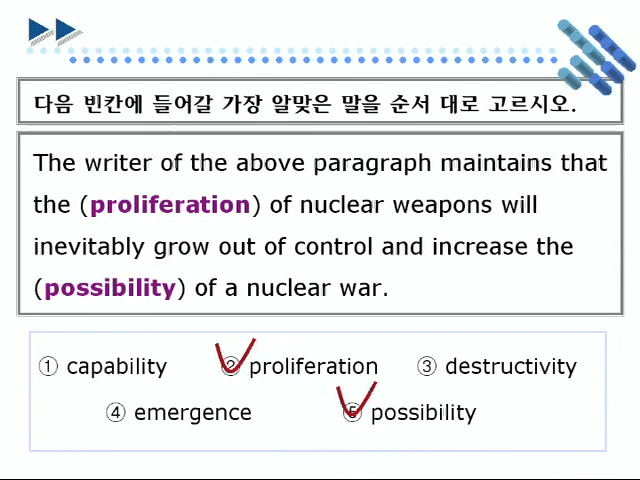 다음 빈칸에 들어갈 가장 알맞은 말을 순서 대로 고르시오.
The writer of the above paragraph maintains that
the (proliferation) of nuclear weapons will
inevitably grow out of control and increase the
(possibility) of a nuclear war.
① capability ② proliferation ③ destructivity
④ emergence ⑤ possibility